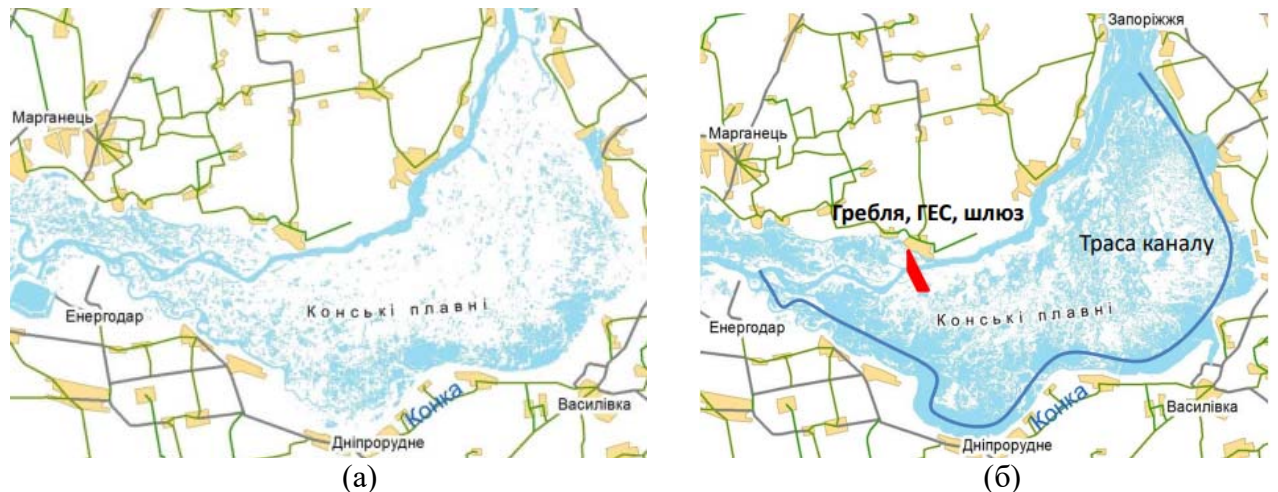 Марганець
Енергодар
Конські плавні
Конка
Василівка
Дніпрорудне
(а)
Запоріжжя
Марганець
Гребля, ГЕС, шлюз
Траса каналу
Енергодар
Конські плавні
Конка
Василівка
Дніпрорудне
(б)